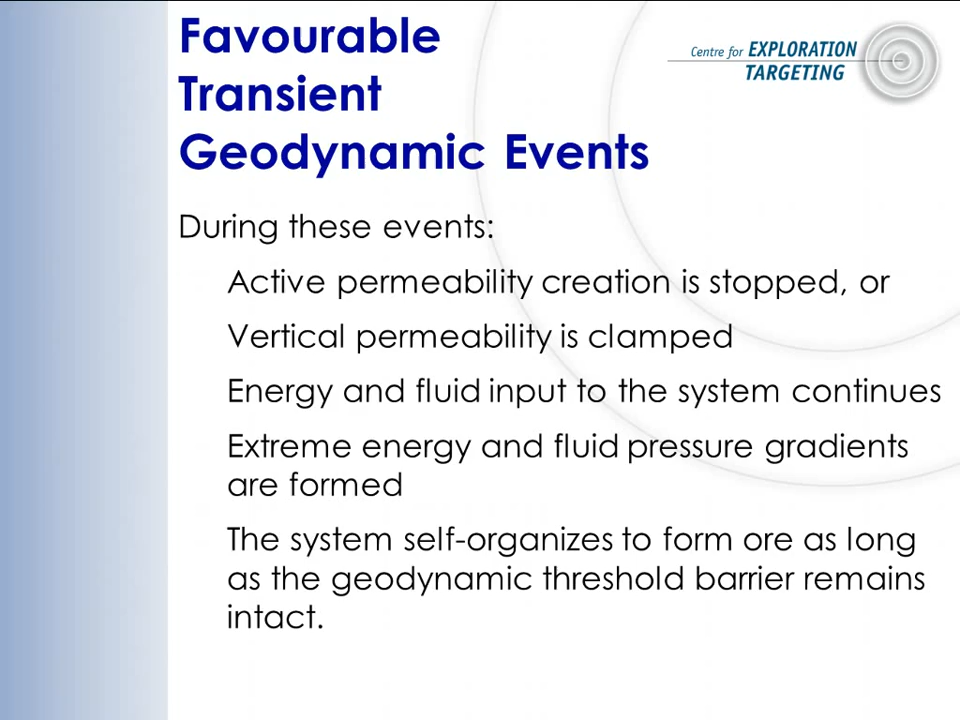 Favourable
Transient
Geodynamic Events
Centre for EXPLORATION
TARGETING
During these events:
Active permeability creation is stopped, or
Vertical permeability is clamped
Energy and fluid input to the system continues
Extreme energy and fluid pressure gradients
are formed
The system self-organizes to form ore as long
as the geodynamic threshold barrier remains
intact.